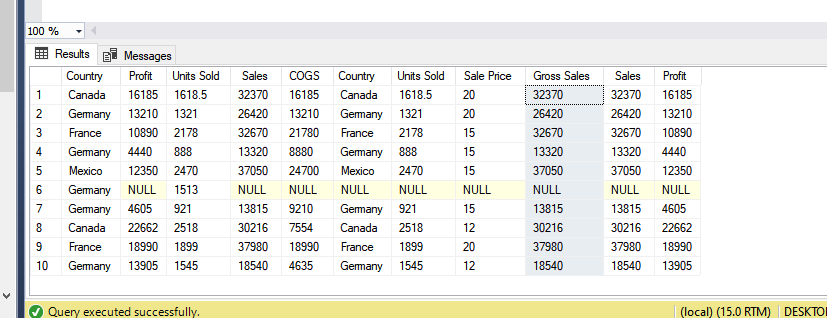 100 %
Results Messages
Country Profit Units Sold Sales COGS Country Units Sold Sale Price Gross Sales Sales Profit
1 Canada 16185 1618.5 32370 16185 Canada 1618.5 20 32370 32370 16185
2 Germany 13210 1321 26420 13210 Germany 1321 20 26420 26420 13210
3 France 10890 2178 32670 21780 France 2178 15 32670 32670 10890
4 Germany 4440 888 13320 8880 Germany 888 15 13320 13320 4440
5 Mexico 12350 2470 37050 24700 Mexico 2470 15 37050 37050 12350
6 Germany NULL 1513 NULL NULL NULL NULL NULL NULL NULL NULL
7 Germany 4605 921 13815 9210 Germany 921 15 13815 13815 4605
8 Canada 22662 2518 30216 7554 Canada 2518 12 30216 30216 22662
9 France 18990 1899 37980 18990 France 1899 20 37980 37980 18990
10 Germany 13905 1545 18540 4635 Germany 1545 12 18540 18540 13905
Query executed successfully. (local) (15.0 RTM) DESKTO